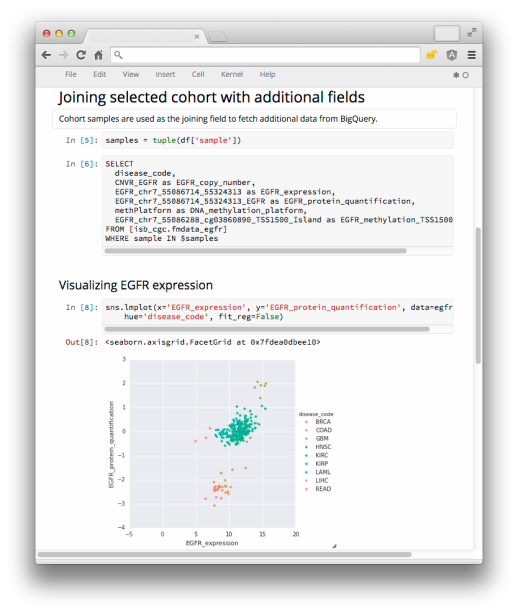 File Edit View Insert Cell Kernel Help
Joining selected cohort with additional fields
Cohort samples are used as the joining field to fetch additional data from BigQuery.
In [5]: samples = tuple(df['sample'])
In [6]: SELECT
disease_code,
CNVR_EGFR as EGFR_copy_number,
EGFR_chr7_55086714_55324313 as EGFR_expression,
EGFR_chr7_55086714_55324313_EGFR as EGFR_protein_quantification,
methPlatform as DNA_methylation_platform,
EGFR_chr7_55086288_cg03860890_TSS1500_Island as EGFR_methylation_TSS1500
FROM [isb_cgc.fmdata_egfr]
WHERE sample IN $samples
Visualizing EGFR expression
In [8]: sns.lmplot(x='EGFR_expression', y='EGFR_protein_quantification', data=egfr
hue='disease_code', fit_reg=False)
Out[8]: <seaborn.axisgrid.FacetGrid at 0x7fdea0dbee10>
3
2
1
0
−1
−2
−3
−4
EGFR_protein_quantification
−5 0 5 10 15 20
EGFR_expression
disease_code
BRCA
COAD
GBM
HNSC
KIRC
KIRP
LAML
LIHC
READ